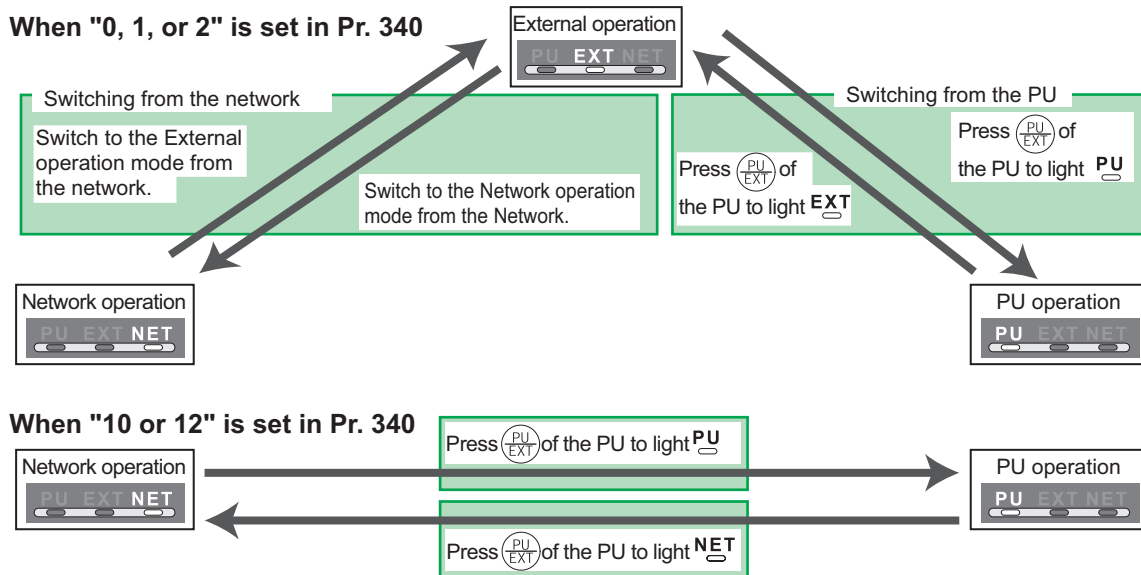 When "0, 1, or 2" is set in Pr. 340
External operation
PU EXT NET
Switching from the network
Switch to the External
operation mode from
the network.
Switch to the Network operation
mode from the Network.
Switching from the PU
Press PU/EXT of
the PU to light EXT
Press PU/EXT of
the PU to light PU
Network operation
PU EXT NET
PU operation
PU EXT NET
When "10 or 12" is set in Pr. 340
Network operation
PU EXT NET
Press PU/EXT of the PU to light PU
Press PU/EXT of the PU to light NET
PU operation
PU EXT NET